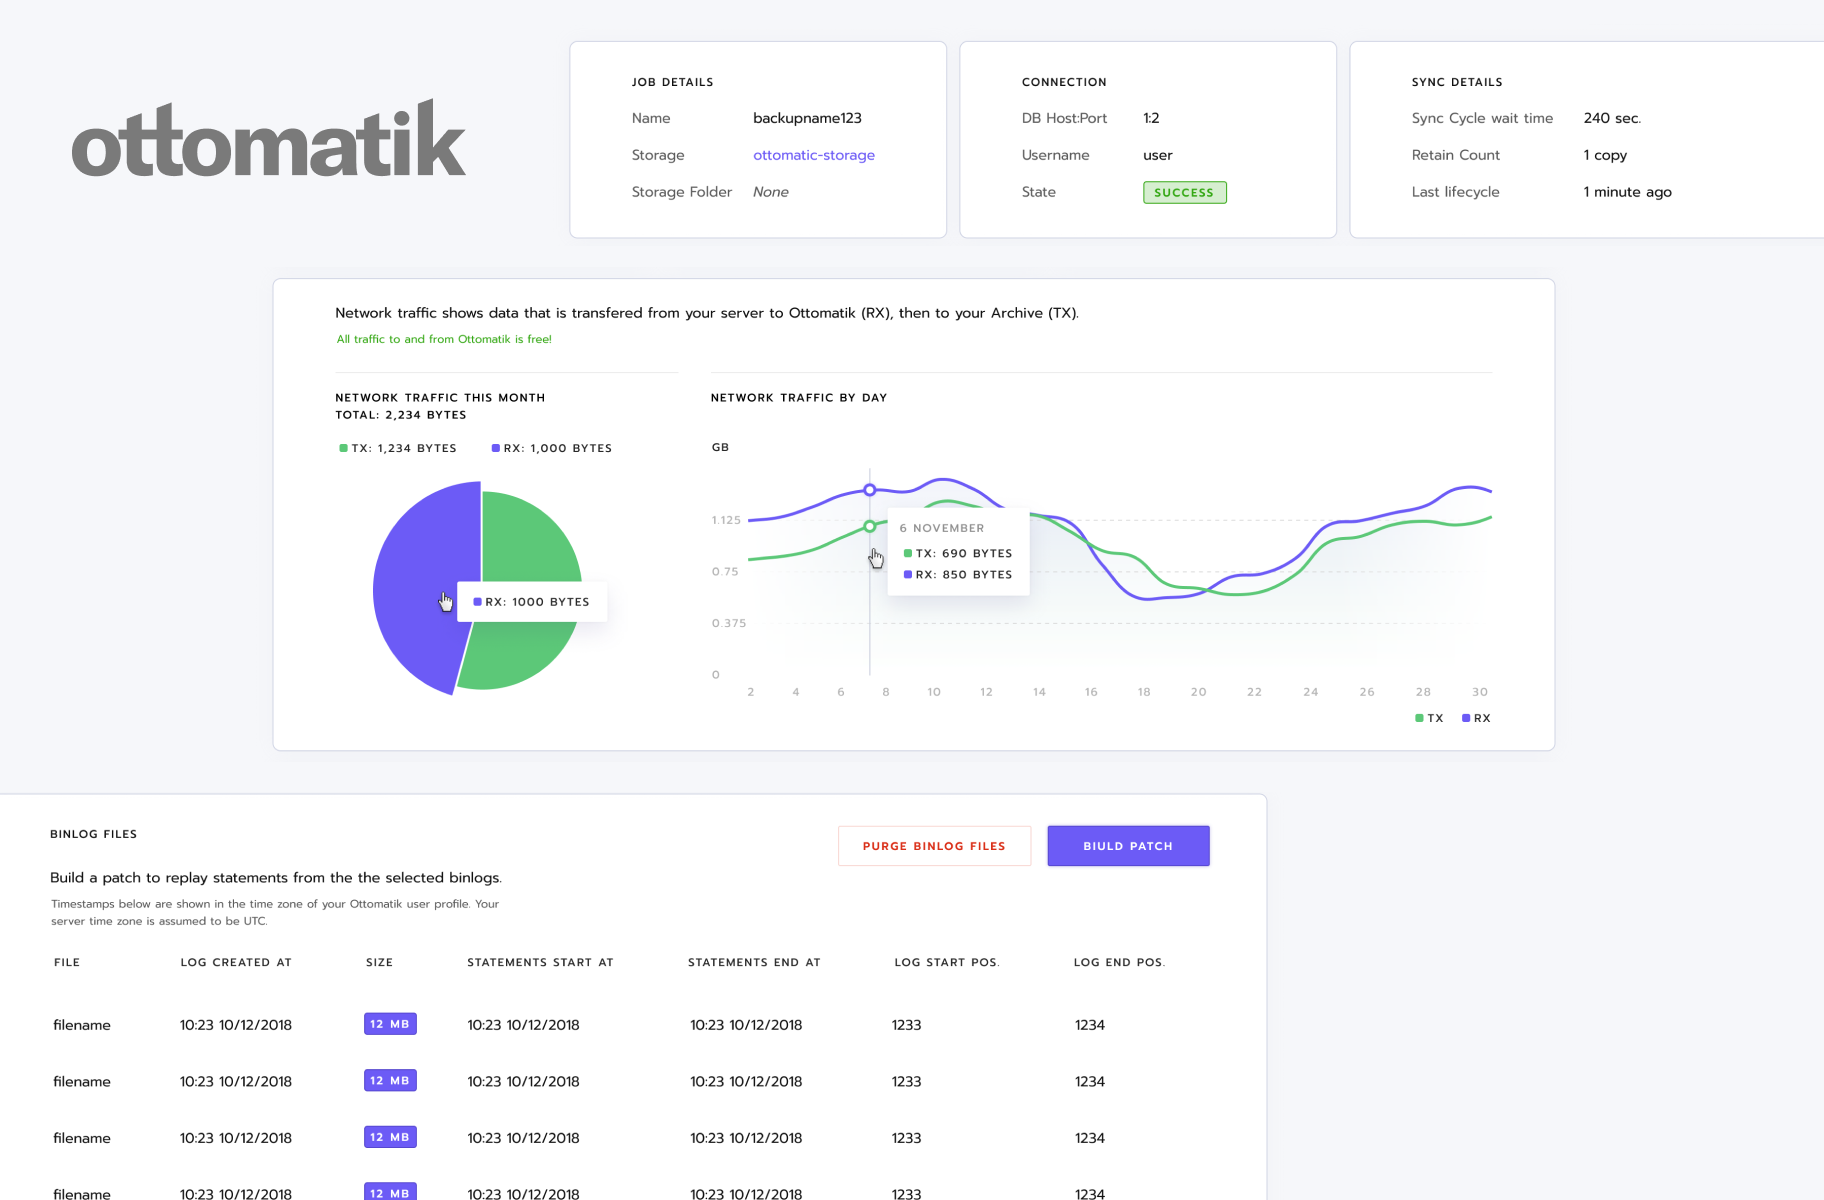 ottomatik
JOB DETAILS
Name backupname123
Storage ottomatic-storage
Storage Folder None
CONNECTION
DB Host:Port 1:2
Username user
State SUCCESS
SYNC DETAILS
Sync Cycle wait time 240 sec.
Retain Count 1 copy
Last lifecycle 1 minute ago
Network traffic shows data that is transfered from your server to Ottomatik (RX), then to your Archive (TX).
All traffic to and from Ottomatik is free!
NETWORK TRAFFIC THIS MONTH
TOTAL: 2,234 BYTES
TX: 1,234 BYTES RX: 1,000 BYTES
RX: 1000 BYTES
NETWORK TRAFFIC BY DAY
GB
1.125
0.75
0.375
0
6 NOVEMBER
TX: 690 BYTES
RX: 850 BYTES
2 4 6 8 10 12 14 16 18 20 22 24 26 28 30
TX RX
BINLOG FILES
PURGE BINLOG FILES BIULD PATCH
Build a patch to replay statements from the the selected binlogs.
Timestamps below are shown in the time zone of your Ottomatik user profile. Your
server time zone is assumed to be UTC.
FILE LOG CREATED AT SIZE STATEMENTS START AT STATEMENTS END AT LOG START POS. LOG END POS.
filename 10:23 10/12/2018 12 MB 10:23 10/12/2018 10:23 10/12/2018 1233 1234
filename 10:23 10/12/2018 12 MB 10:23 10/12/2018 10:23 10/12/2018 1233 1234
filename 10:23 10/12/2018 12 MB 10:23 10/12/2018 10:23 10/12/2018 1233 1234
filename 10:23 10/12/2018 12 MB 10:23 10/12/2018 10:23 10/12/2018 1233 1234